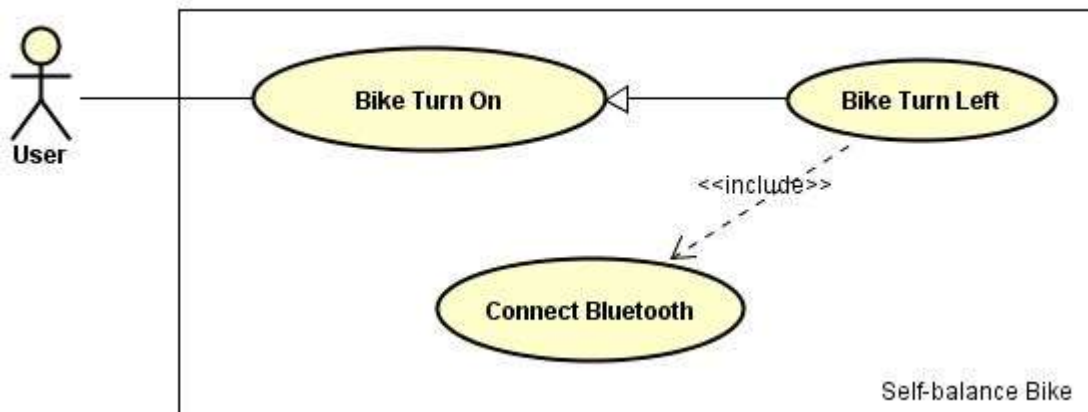 Bike Turn On
Bike Turn Left
User
<<include>>
Connect Bluetooth
Self-balance Bike